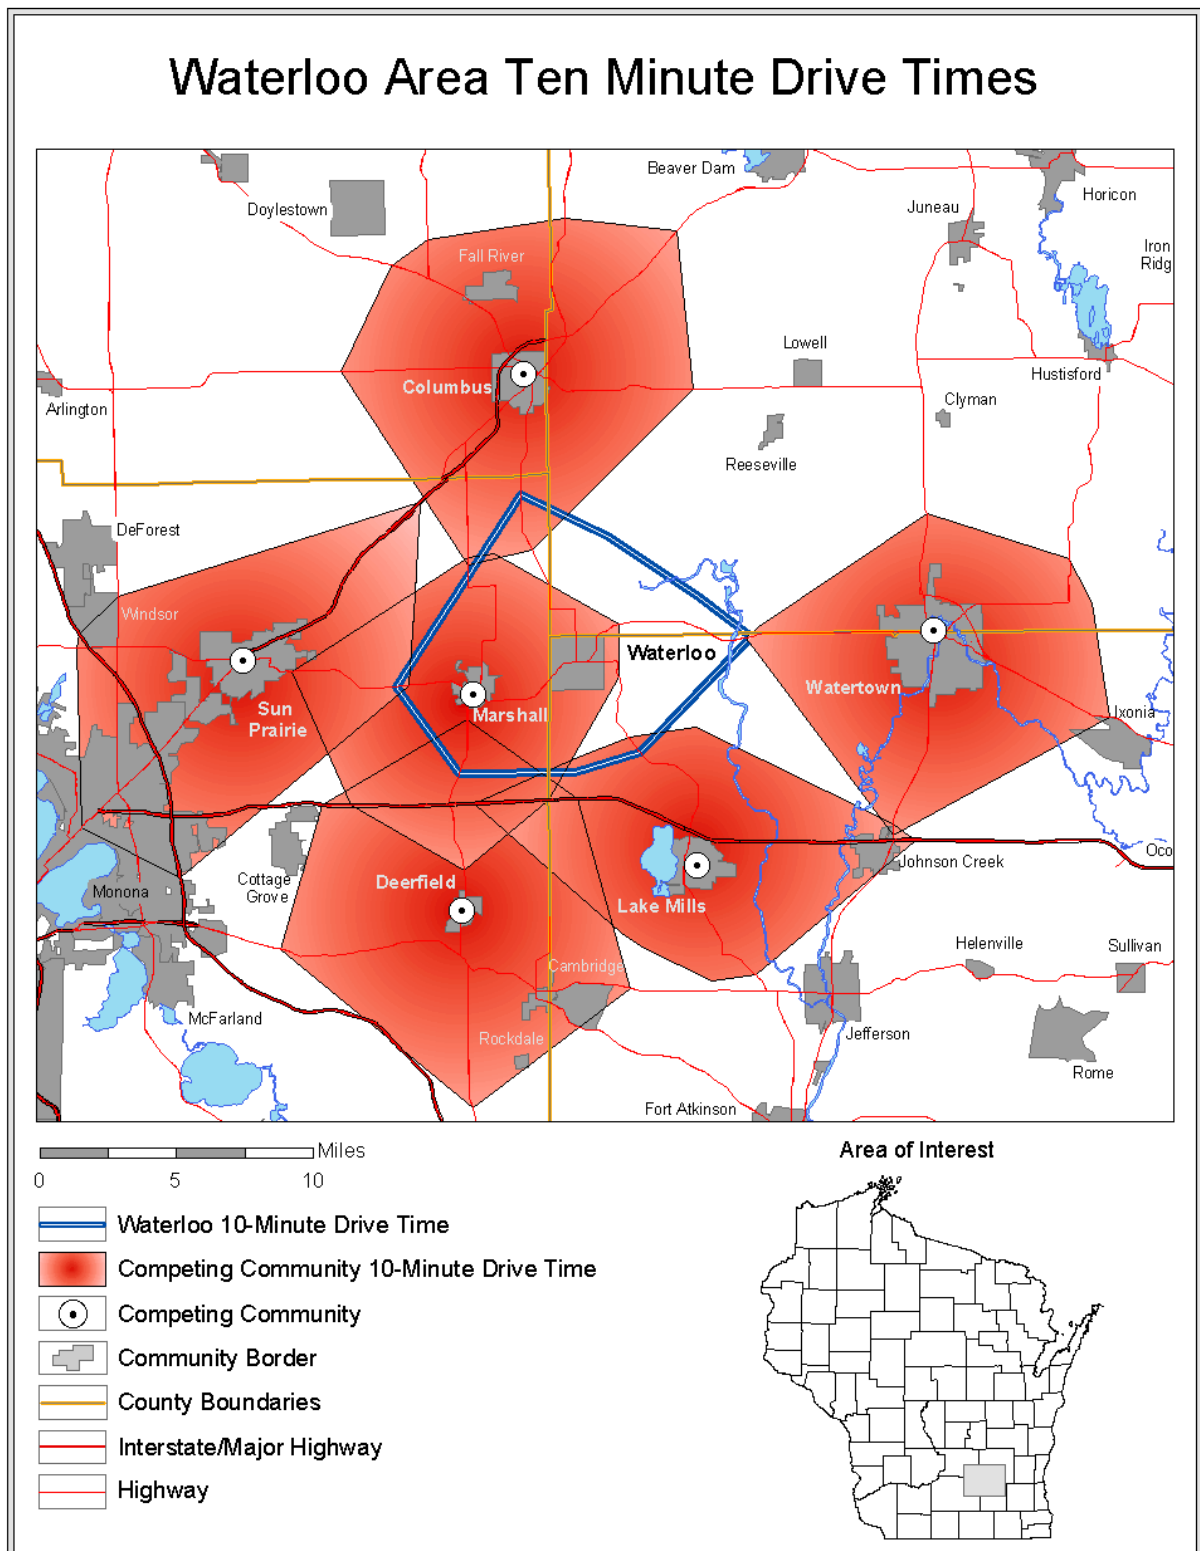 Waterloo Area Ten Minute Drive Times
Beaver Dam
Horicon
Doylestown
Juneau
Iron
Ridg
Fall River
Lowell
Columbus
Hustisford
Arlington
Clyman
Reeseville
DeForest
Windsor
Waterloo
Watertown
Sun
Prairie
Marshall
Ixonia
Oco
Johnson Creek
Cottage
Grove
Deerfield
Monona
Lake Mills
Helenville
Sullivan
Cambridge
McFarland
Rockdale
Jefferson
Rome
Fort Atkinson
Miles
0 5 10
Area of Interest
Waterloo 10-Minute Drive Time
Competing Community 10-Minute Drive Time
Competing Community
Community Border
County Boundaries
Interstate/Major Highway
Highway